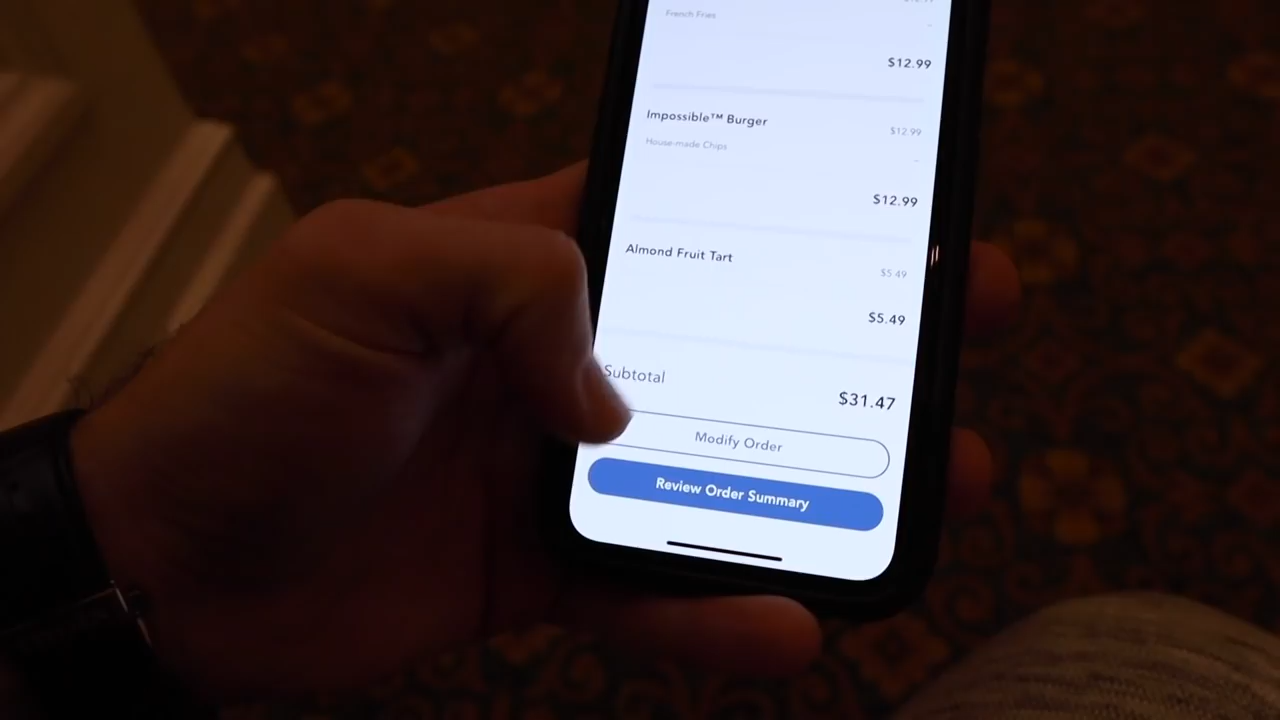 French Fries
$12.99
Impossible™ Burger
$12.99
House-made Chips
$12.99
Almond Fruit Tart
$5.49
$5.49
Subtotal
$31.47
Modify Order
Review Order Summary